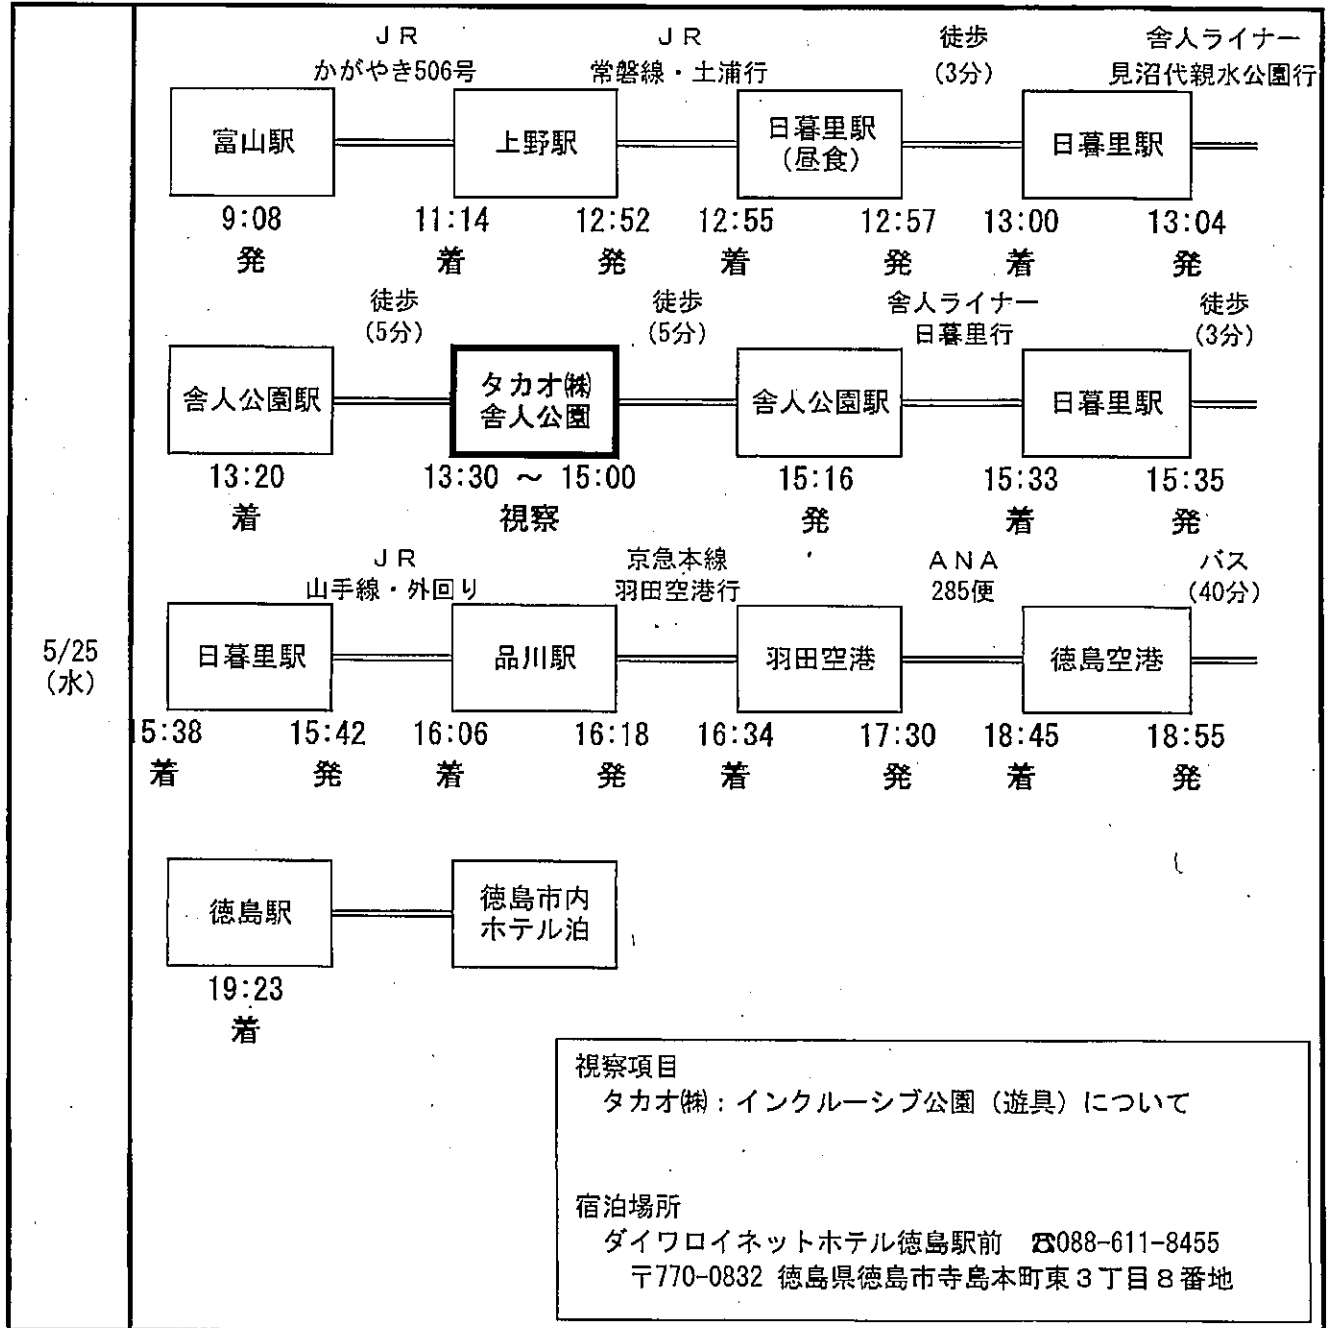 5/25
(水)
ＪＲ ＪＲ 徒歩 舎人ライナー
かがやき506号 常磐線・土浦行 (3分) 見沼代親水公園行
富山駅 上野駅 日暮里駅 日暮里駅
(昼食)
9:08 11:14 12:52 12:55 12:57 13:00 13:04
発 着 発 着 発 着 発
徒歩 徒歩 舎人ライナー 徒歩
(5分) (5分) 日暮里行 (3分)
舎人公園駅 タカオ㈱ 舎人公園駅 日暮里駅
舎人公園
13:20 13:30 ～ 15:00 15:16 15:33 15:35
着 視察 発 着 発
ＪＲ 京急本線 ＡＮＡ バス
山手線・外回り 羽田空港行 285便 (40分)
日暮里駅 品川駅 羽田空港 徳島空港
15:38 15:42 16:06 16:18 16:34 17:30 18:45 18:55
着 発 着 発 着 発 着 発
徳島駅 徳島市内
ホテル泊
19:23
着
視察項目
タカオ㈱：インクルーシブ公園（遊具）について
宿泊場所
ダイワロイネットホテル徳島駅前 ☎088-611-8455
〒770-0832 徳島県徳島市寺島本町東３丁目８番地